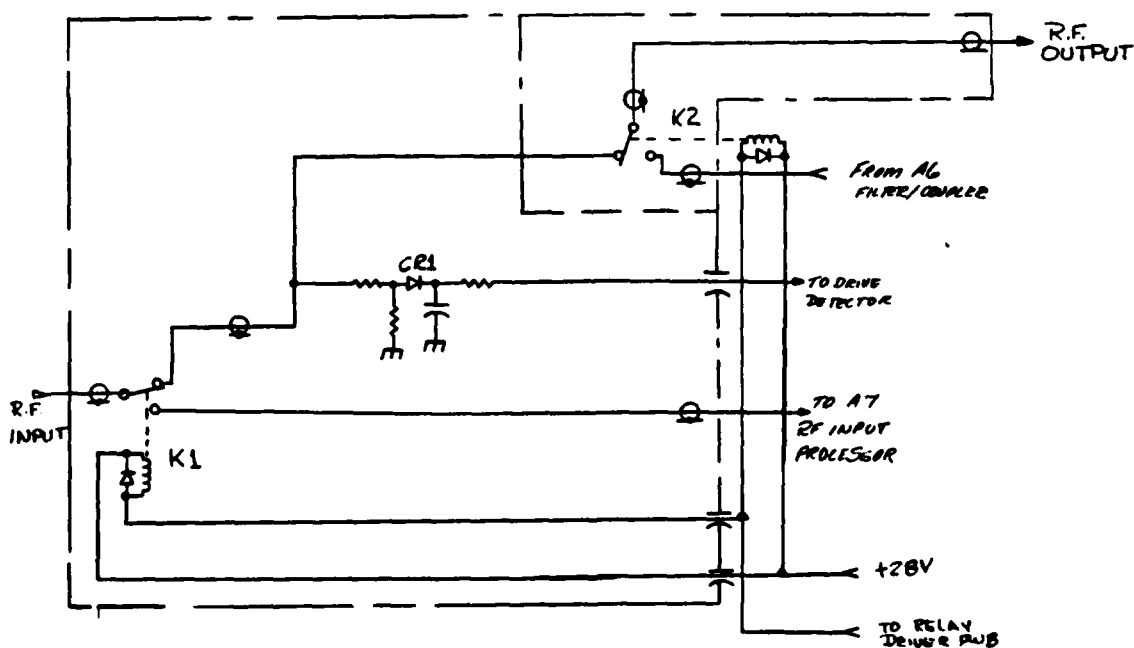 R.F.
OUTPUT
K2
FROM A6
FILTER/COUPLER
CR1
TO DRIVE
DETECTOR
R.F.
INPUT
TO A7
RF INPUT
PROCESSOR
K1
+28V
TO RELAY
DRIVER